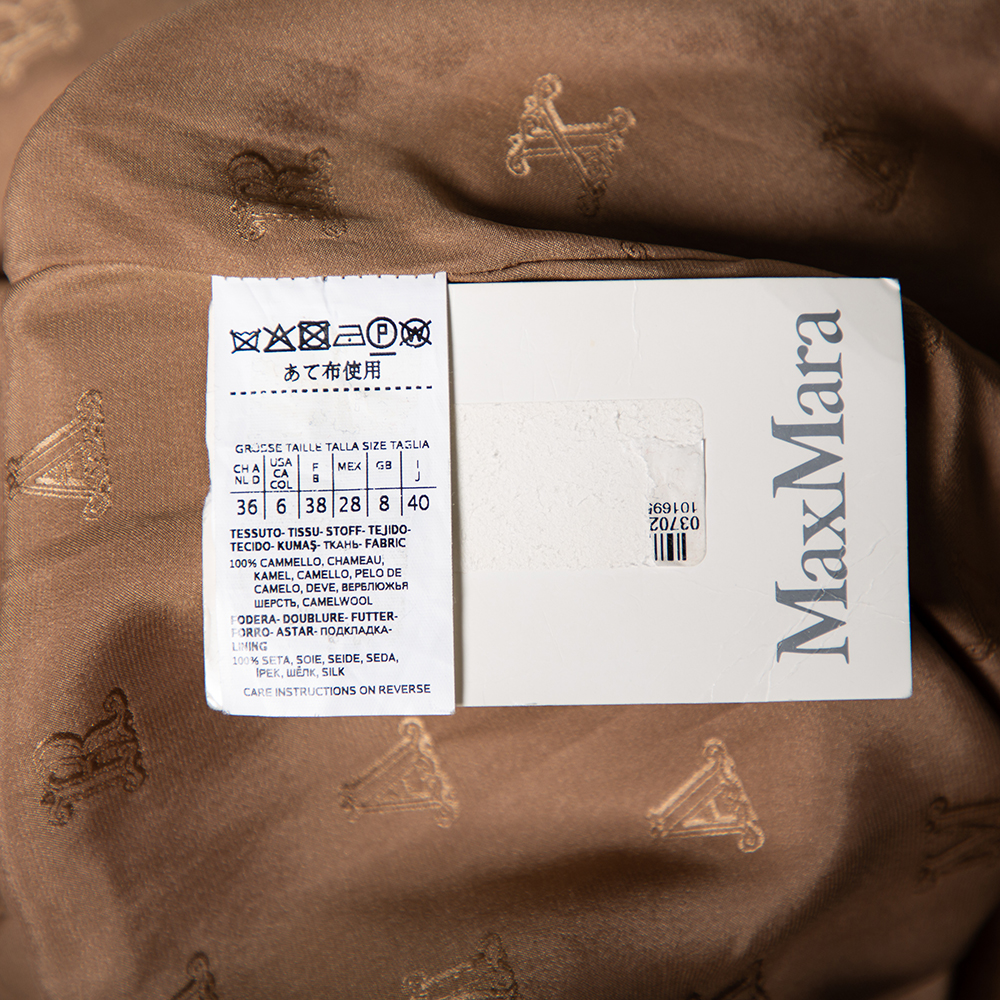 あて布使用
GRÖSSE TAILLE TALLA SIZE TAGLIA
CH A NL D USA CA COL F B MEX GB I J
36 6 38 28 8 40
TESSUTO- TISSU- STOFF- TEJIDO-
TECIDO- KUMAŞ- ТКАНЬ- FABRIC
100% CAMMELLO, CHAMEAU,
KAMEL, CAMELLO, PELO DE
CAMELO, DEVE, ВЕРБЛЮЖЬЯ
ШЕРСТЬ, CAMELWOOL
FODERA- DOUBLURE- FUTTER-
FORRO- ASTAR- ПОДКЛАДКА-
LINING
100% SETA, SOIE, SEIDE, SEDA,
İPEK, ШЁЛК, SILK
CARE INSTRUCTIONS ON REVERSE
03702
10169
MaxMara